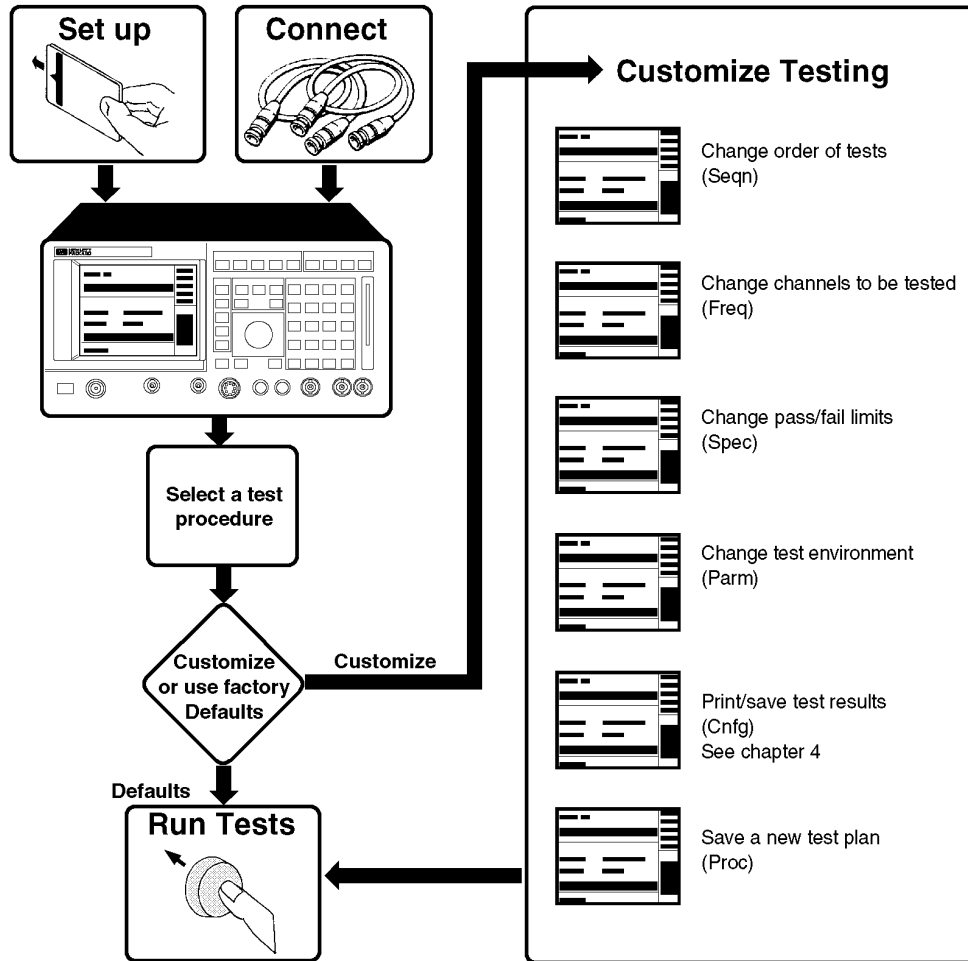 Set up
Connect
Customize Testing
Change order of tests
(Seqn)
Change channels to be tested
(Freq)
Change pass/fail limits
(Spec)
Select a test
procedure
Change test environment
(Parm)
Customize
or use factory
Defaults
Customize
Print/save test results
(Cnfg)
See chapter 4
Defaults
Run Tests
Save a new test plan
(Proc)